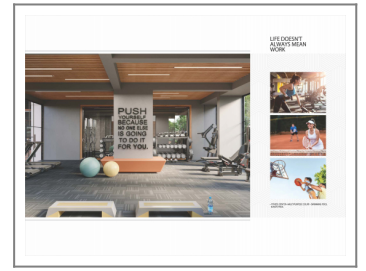 LIFE DOESN'T
ALWAYS MEAN
WORK
PUSH
YOURSELF
BECAUSE
NO ONE ELSE
IS GOING
TO DO IT
FOR YOU.